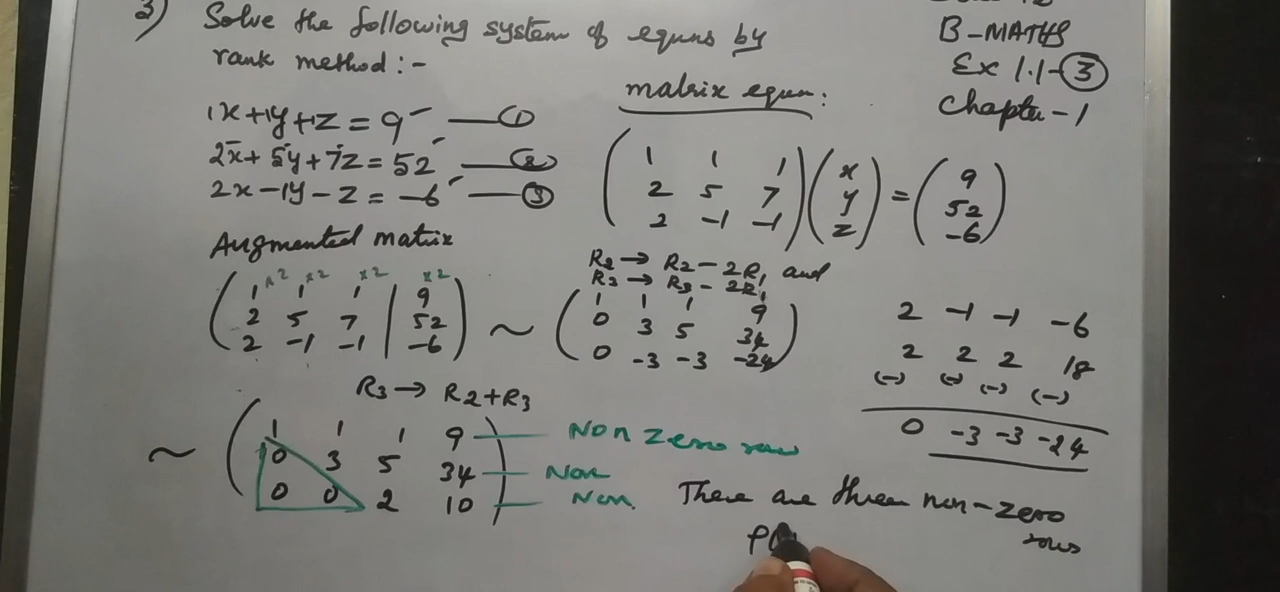 3) Solve the following system of equns by
rank method :-
B-MATHS
Ex 1.1-③
Chapter-1
1x+1y+1z = 9 — ①
2x+5y+7z = 52 — ②
2x-1y-z = -6 — ③
matrix equn:
( 1 1 1 ) ( x ) = ( 9 )
( 2 5 7 ) ( y ) ( 52 )
( 2 -1 -1 ) ( z ) ( -6 )
Augmented matrix
×2 ×2 ×2 ×2
( 1 1 1 | 9 )
( 2 5 7 | 52 )
( 2 -1 -1 | -6 )
~
R2 → R2 - 2R1 and
R3 → R3 - 2R1
( 1 1 1 9 )
( 0 3 5 34 )
( 0 -3 -3 -24 )
2 -1 -1 -6
2 2 2 18
(-) (-) (-) (-)
0 -3 -3 -24
R3 → R2+R3
~
( 1 1 1 9 ) — Non zero row
( 0 3 5 34 ) — Non
( 0 0 2 10 ) — Non.
There are three non-zero
rows
P(